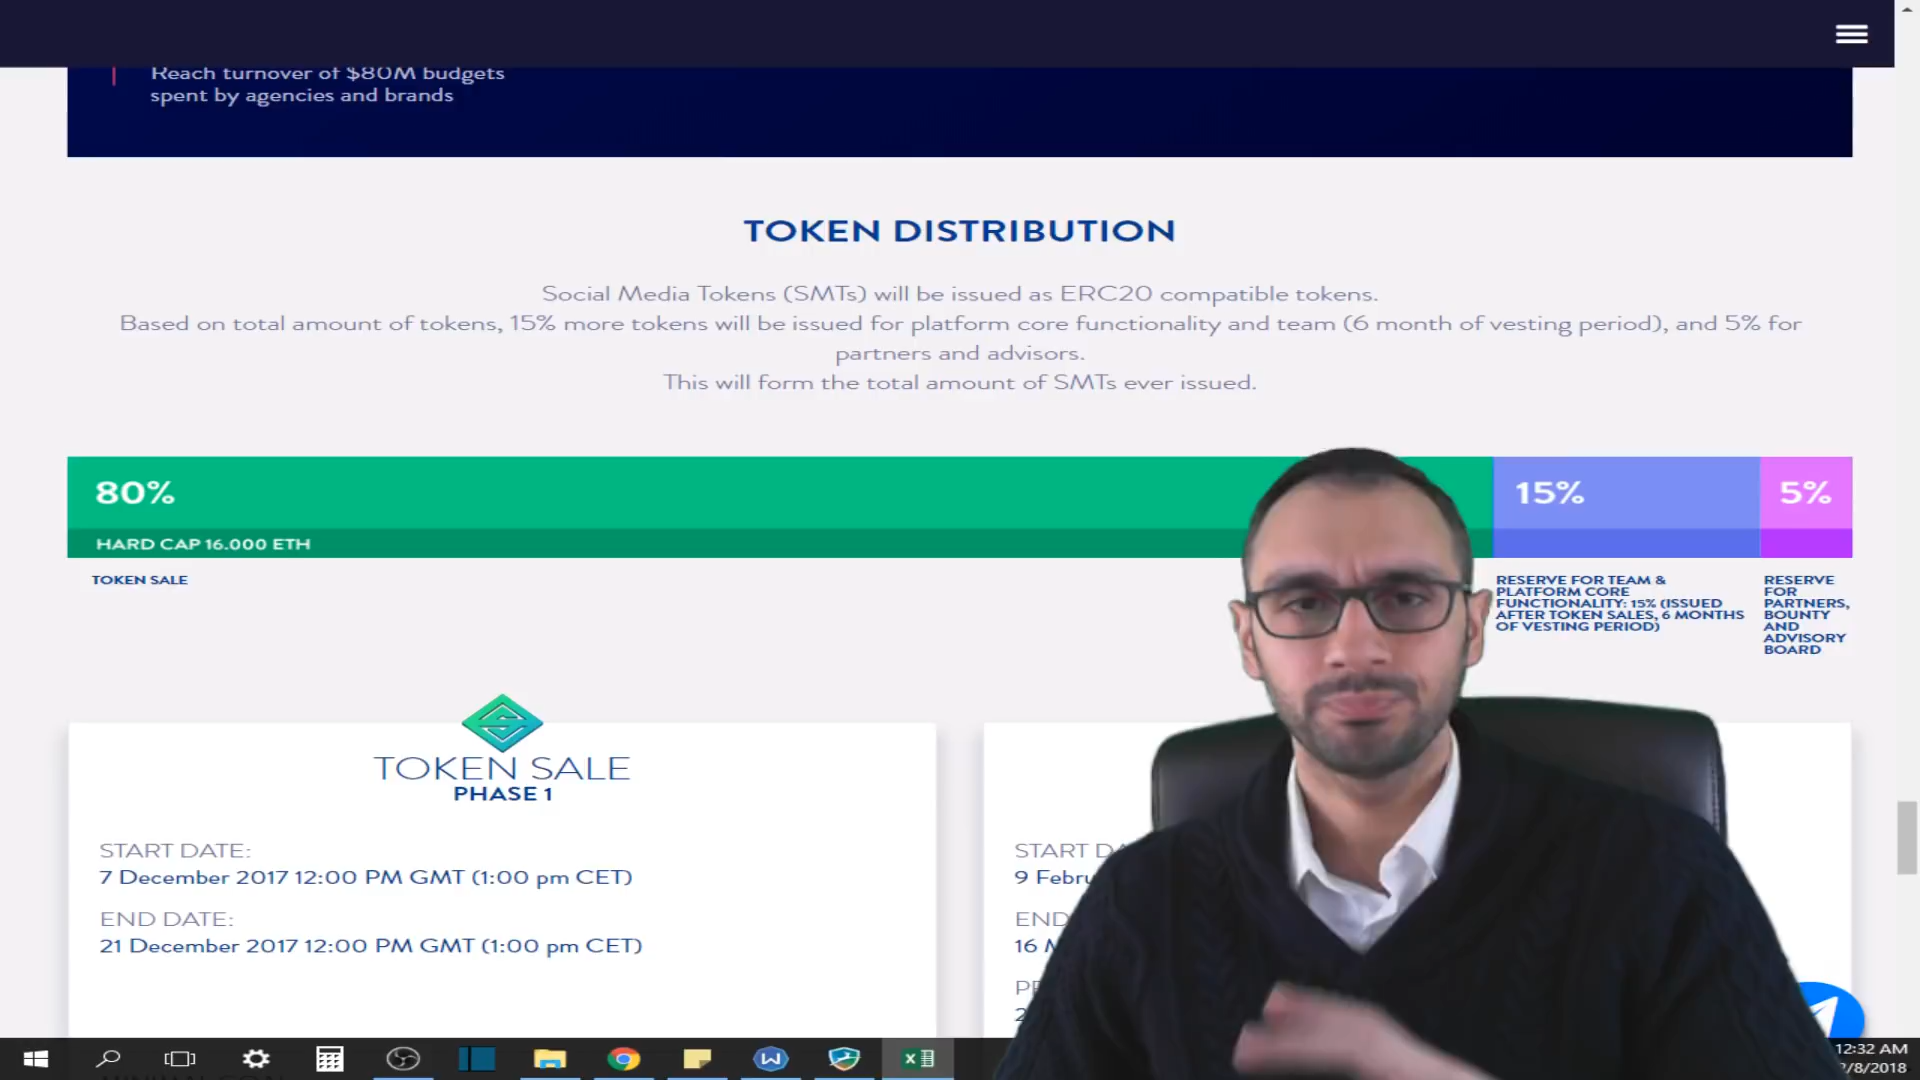 Reach turnover of $80M budgets
spent by agencies and brands
TOKEN DISTRIBUTION
Social Media Tokens (SMTs) will be issued as ERC20 compatible tokens.
Based on total amount of tokens, 15% more tokens will be issued for platform core functionality and team (6 month of vesting period), and 5% for
partners and advisors.
This will form the total amount of SMTs ever issued.
80%
HARD CAP 16.000 ETH
TOKEN SALE
15%
RESERVE FOR TEAM &
PLATFORM CORE
FUNCTIONALITY: 15% (ISSUED
AFTER TOKEN SALES, 6 MONTHS
OF VESTING PERIOD)
5%
RESERVE
FOR
PARTNERS,
BOUNTY
AND
ADVISORY
BOARD
TOKEN SALE
PHASE 1
START DATE:
7 December 2017 12:00 PM GMT (1:00 pm CET)
END DATE:
21 December 2017 12:00 PM GMT (1:00 pm CET)
START
9
END
16
12:32 AM
/8/2018